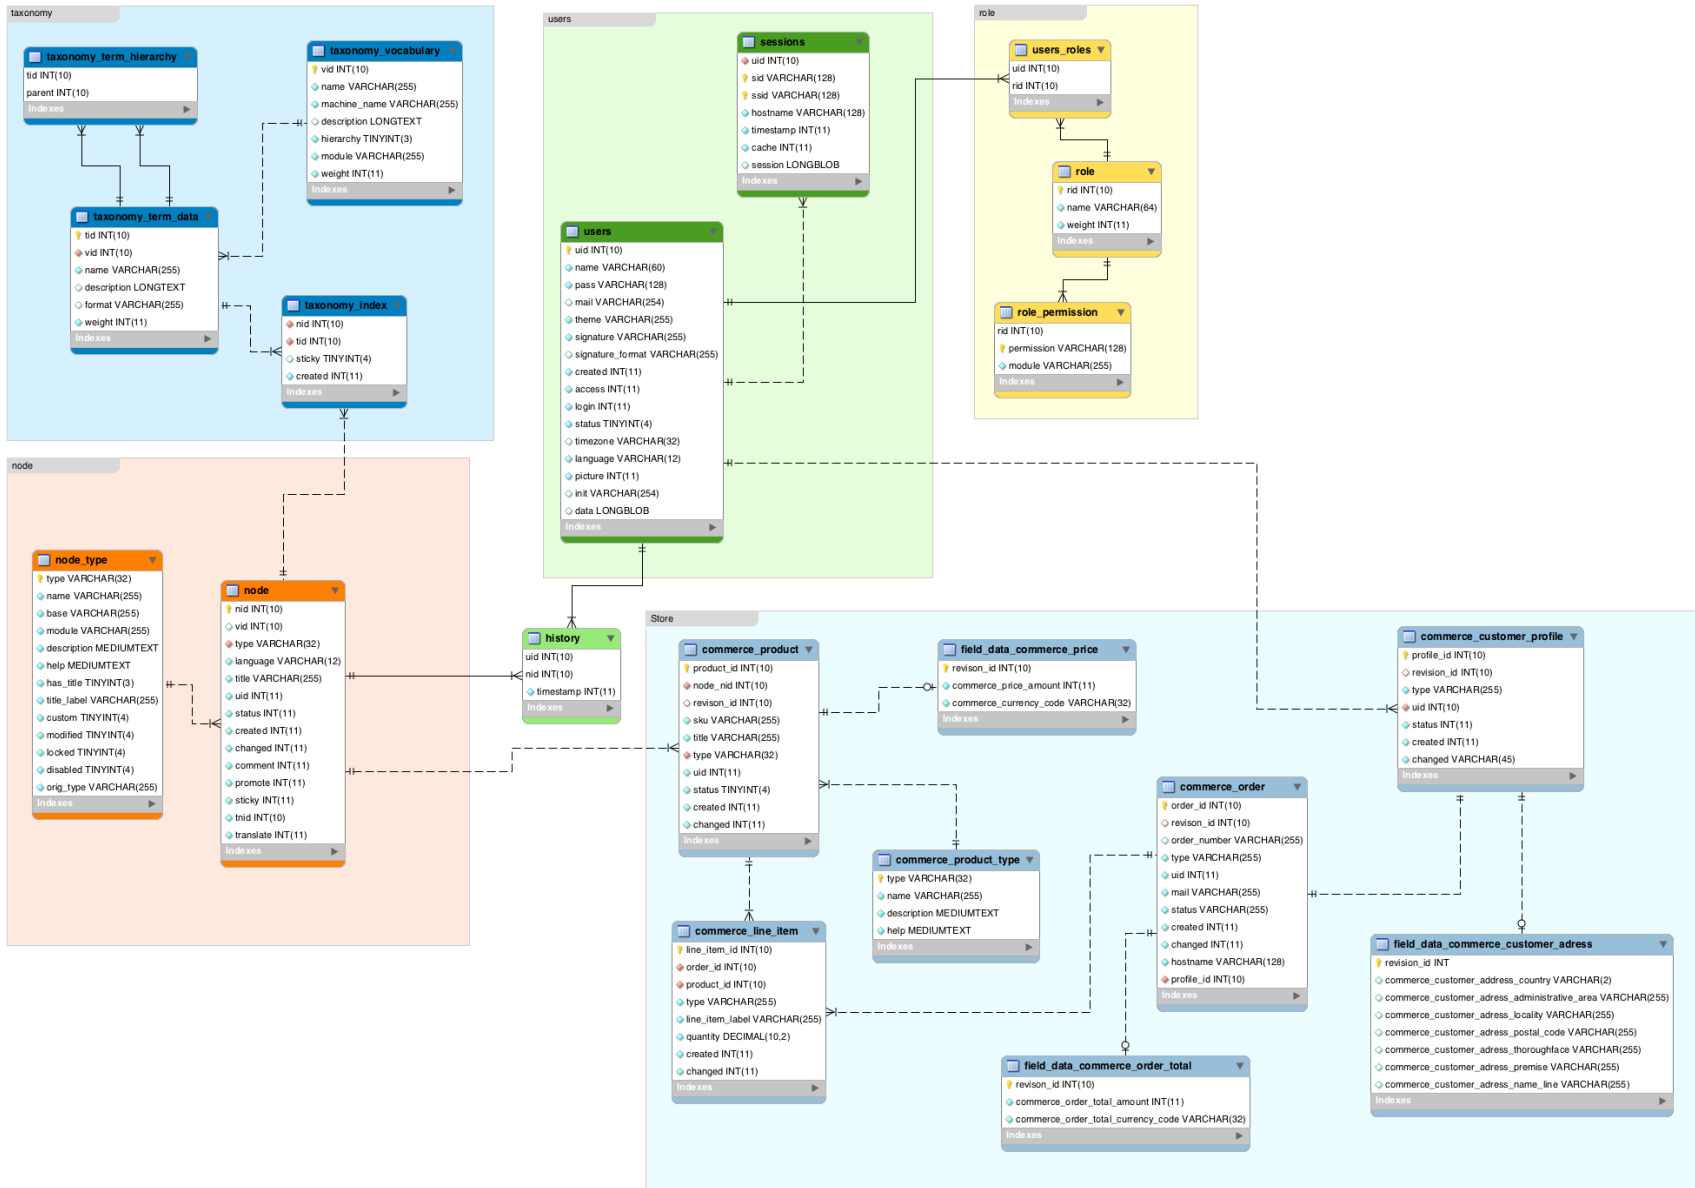 taxonomy
taxonomy_term_hierarchy
tid INT(10)
parent INT(10)
Indexes
taxonomy_vocabulary
vid INT(10)
name VARCHAR(255)
machine_name VARCHAR(255)
description LONGTEXT
hierarchy TINYINT(3)
module VARCHAR(255)
weight INT(11)
Indexes
taxonomy_term_data
tid INT(10)
vid INT(10)
name VARCHAR(255)
description LONGTEXT
format VARCHAR(255)
weight INT(11)
Indexes
taxonomy_index
nid INT(10)
tid INT(10)
sticky TINYINT(4)
created INT(11)
Indexes
users
sessions
uid INT(10)
sid VARCHAR(128)
ssid VARCHAR(128)
hostname VARCHAR(128)
timestamp INT(11)
cache INT(11)
session LONGBLOB
Indexes
users
uid INT(10)
name VARCHAR(60)
pass VARCHAR(128)
mail VARCHAR(254)
theme VARCHAR(255)
signature VARCHAR(255)
signature_format VARCHAR(255)
created INT(11)
access INT(11)
login INT(11)
status TINYINT(4)
timezone VARCHAR(32)
language VARCHAR(12)
picture INT(11)
init VARCHAR(254)
data LONGBLOB
Indexes
role
users_roles
uid INT(10)
rid INT(10)
Indexes
role
rid INT(10)
name VARCHAR(64)
weight INT(11)
Indexes
role_permission
rid INT(10)
permission VARCHAR(128)
module VARCHAR(255)
Indexes
node
node_type
type VARCHAR(32)
name VARCHAR(255)
base VARCHAR(255)
module VARCHAR(255)
description MEDIUMTEXT
help MEDIUMTEXT
has_title TINYINT(3)
title_label VARCHAR(255)
custom TINYINT(4)
modified TINYINT(4)
locked TINYINT(4)
disabled TINYINT(4)
orig_type VARCHAR(255)
Indexes
node
nid INT(10)
vid INT(10)
type VARCHAR(32)
language VARCHAR(12)
title VARCHAR(255)
uid INT(11)
status INT(11)
created INT(11)
changed INT(11)
comment INT(11)
promote INT(11)
sticky INT(11)
tnid INT(10)
translate INT(11)
Indexes
history
uid INT(10)
nid INT(10)
timestamp INT(11)
Indexes
Store
commerce_product
product_id INT(10)
node_nid INT(10)
revison_id INT(10)
sku VARCHAR(255)
title VARCHAR(255)
type VARCHAR(32)
uid INT(11)
status TINYINT(4)
created INT(11)
changed INT(11)
Indexes
field_data_commerce_price
revison_id INT(10)
commerce_price_amount INT(11)
commerce_currency_code VARCHAR(32)
Indexes
commerce_customer_profile
profile_id INT(10)
revision_id INT(10)
type VARCHAR(255)
uid INT(10)
status INT(11)
created INT(11)
changed VARCHAR(45)
Indexes
commerce_product_type
type VARCHAR(32)
name VARCHAR(255)
description MEDIUMTEXT
help MEDIUMTEXT
Indexes
commerce_order
order_id INT(10)
revison_id INT(10)
order_number VARCHAR(255)
type VARCHAR(255)
uid INT(11)
mail VARCHAR(255)
status VARCHAR(255)
created INT(11)
changed INT(11)
hostname VARCHAR(128)
profile_id INT(10)
Indexes
commerce_line_item
line_item_id INT(10)
order_id INT(10)
product_id INT(10)
type VARCHAR(255)
line_item_label VARCHAR(255)
quantity DECIMAL(10,2)
created INT(11)
changed INT(11)
Indexes
field_data_commerce_order_total
revison_id INT(10)
commerce_order_total_amount INT(11)
commerce_order_total_currency_code VARCHAR(32)
Indexes
field_data_commerce_customer_adress
revision_id INT
commerce_customer_address_country VARCHAR(2)
commerce_customer_adress_administrative_area VARCHAR(255)
commerce_customer_adress_locality VARCHAR(255)
commerce_customer_adress_postal_code VARCHAR(255)
commerce_customer_adress_thoroughface VARCHAR(255)
commerce_customer_adress_premise VARCHAR(255)
commerce_customer_adress_name_line VARCHAR(255)
Indexes